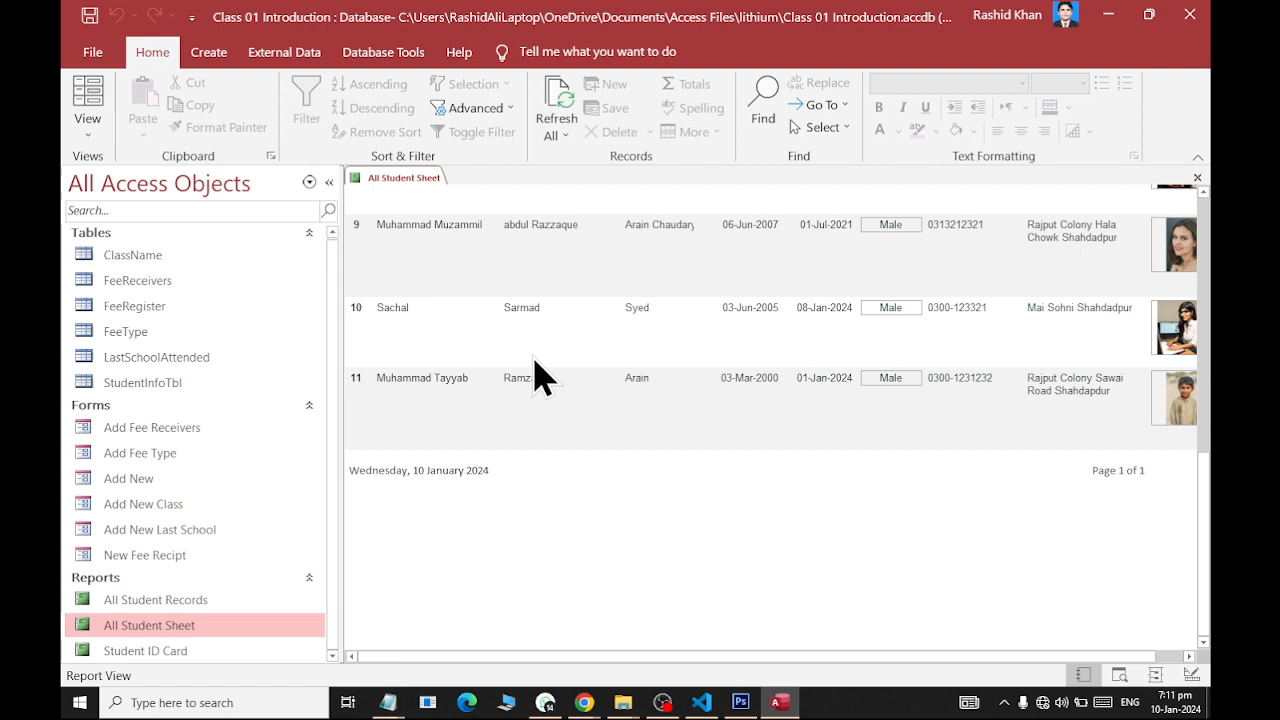 Class 01 Introduction : Database- C:\Users\RashidAliLaptop\OneDrive\Documents\Access Files\lithium\Class 01 Introduction.accdb (...
Rashid Khan
File Home Create External Data Database Tools Help Tell me what you want to do
View
Views
Paste
Cut
Copy
Format Painter
Clipboard
Filter
Ascending
Descending
Remove Sort
Selection
Advanced
Toggle Filter
Sort & Filter
Refresh
All
New
Save
Delete
Totals
Spelling
More
Records
Find
Replace
Go To
Select
Find
B I U
A
Text Formatting
All Access Objects
Search...
Tables
ClassName
FeeReceivers
FeeRegister
FeeType
LastSchoolAttended
StudentInfoTbl
Forms
Add Fee Receivers
Add Fee Type
Add New
Add New Class
Add New Last School
New Fee Recipt
Reports
All Student Records
All Student Sheet
Student ID Card
All Student Sheet
9 Muhammad Muzammil abdul Razzaque Arain Chaudary 06-Jun-2007 01-Jul-2021 Male 0313212321 Rajput Colony Hala
Chowk Shahdadpur
10 Sachal Sarmad Syed 03-Jun-2005 08-Jan-2024 Male 0300-123321 Mai Sohni Shahdadpur
11 Muhammad Tayyab Arain 03-Mar-2000 01-Jan-2024 Male 0300-1231232 Rajput Colony Sawai
Road Shahdapdur
Wednesday, 10 January 2024 Page 1 of 1
Report View
Type here to search
Ps
ENG
7:11 pm
10-Jan-2024